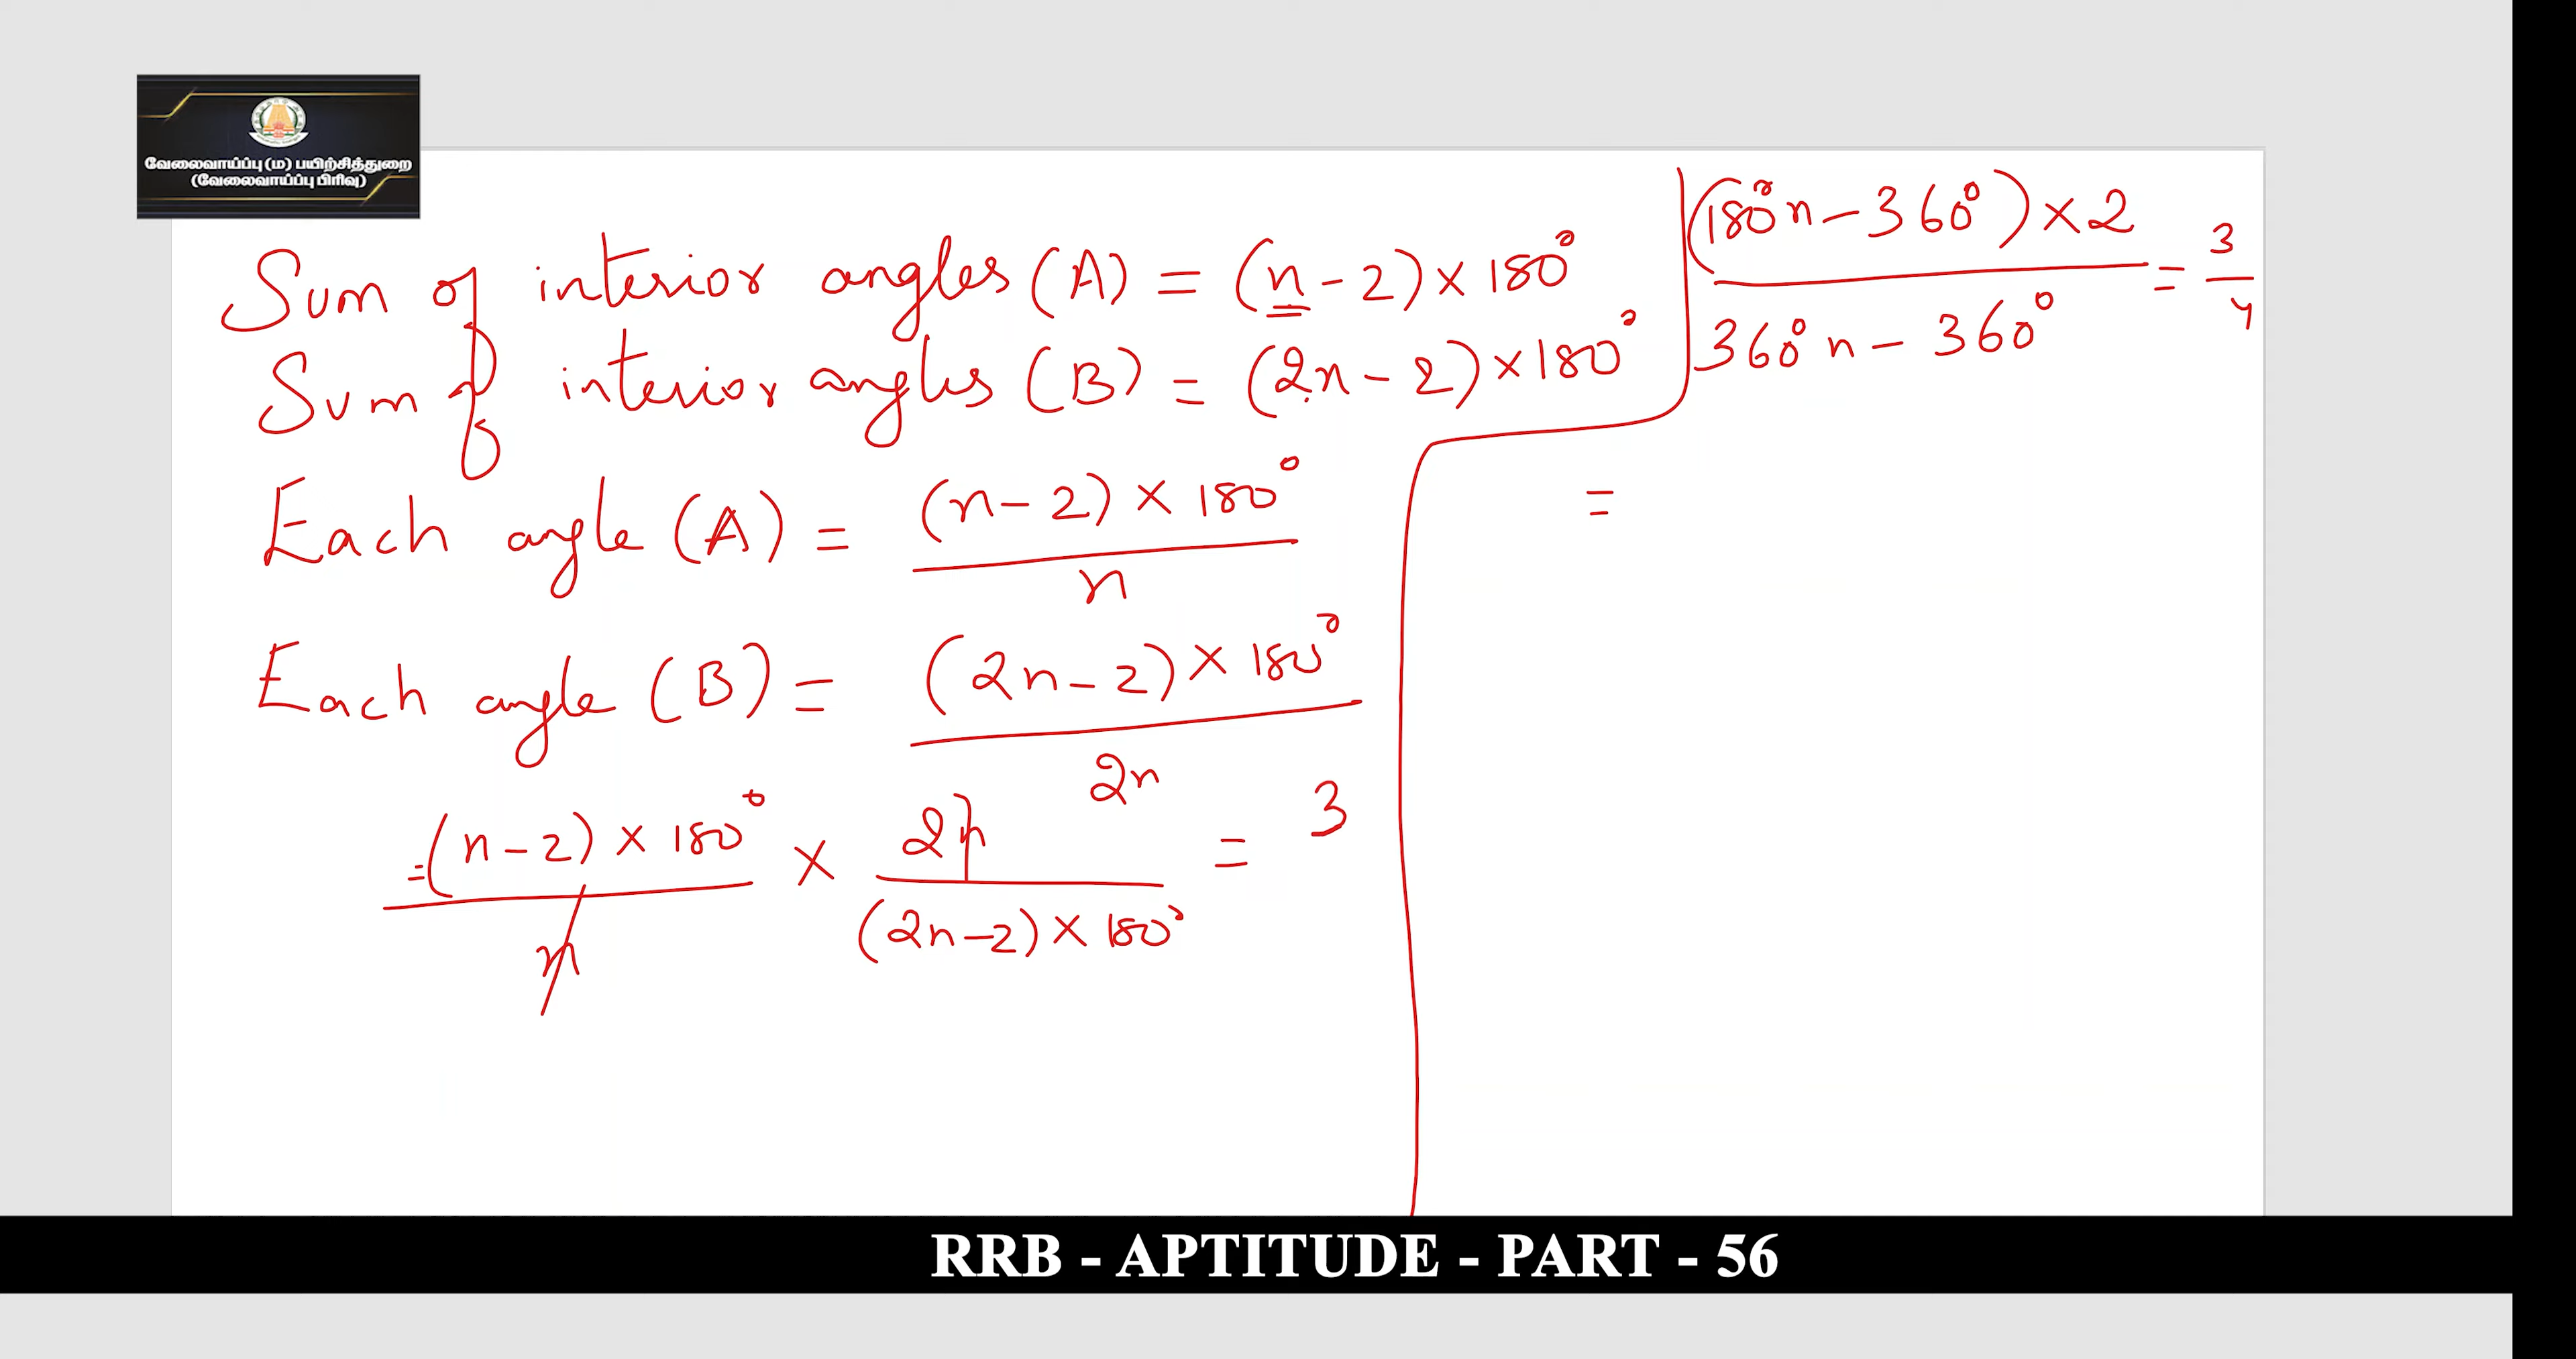 வேலைவாய்ப்பு (ம) பயிற்சித்துறை
(வேலைவாய்ப்பு பிரிவு)
Sum of interior angles (A) = (n - 2) × 180°
Sum of interior angles (B) = (2n - 2) × 180°
Each angle (A) = (n - 2) × 180° / n
Each angle (B) = (2n - 2) × 180° / 2n
= (n - 2) × 180° / n × 2n / (2n - 2) × 180° = 3
(180°n - 360°) × 2 / 360°n - 360° = 3 / 4
=
RRB - APTITUDE - PART - 56